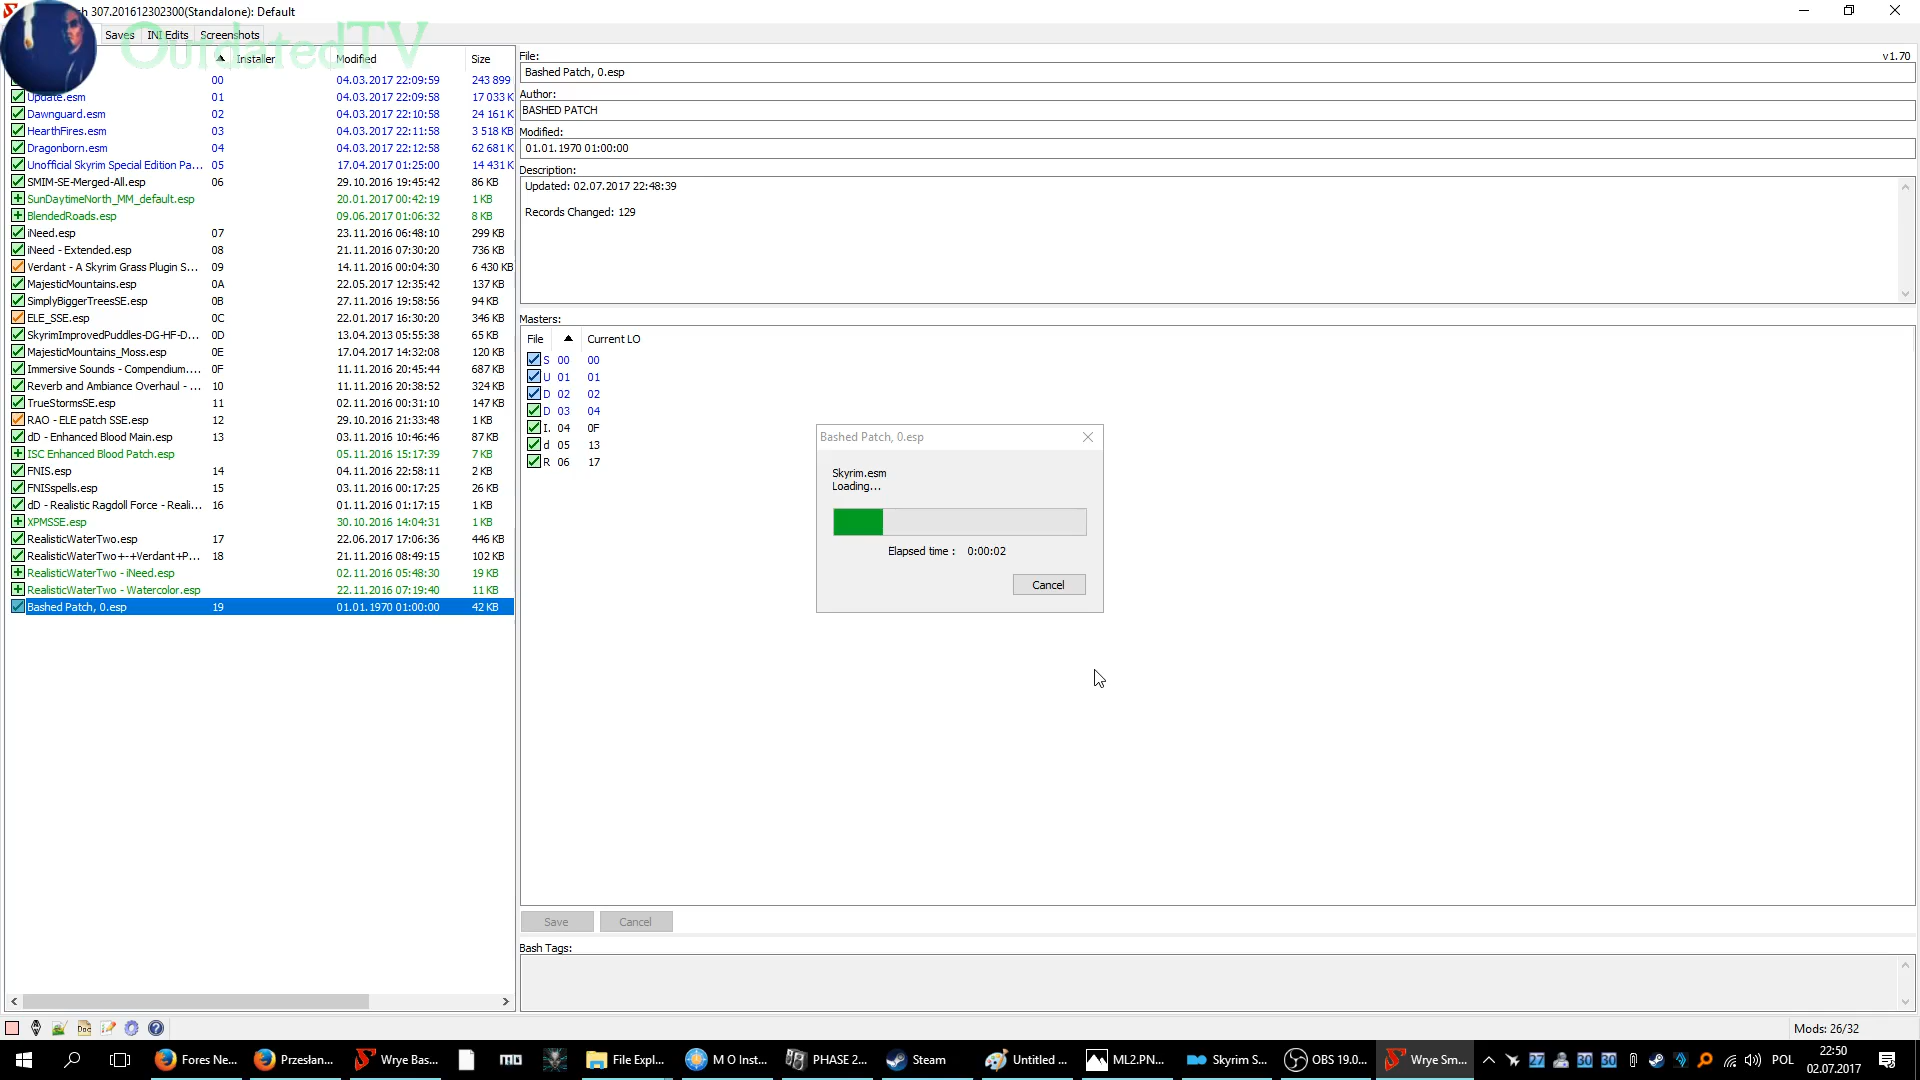 307.201612302300(Standalone): Default
OutdatedTV
Saves INI Edits Screenshots
Installer Modified Size
00 04.03.2017 22:09:59 243 899
Update.esm 01 04.03.2017 22:09:58 17 033 K
Dawnguard.esm 02 04.03.2017 22:10:58 24 161 K
HearthFires.esm 03 04.03.2017 22:11:58 3 518 KB
Dragonborn.esm 04 04.03.2017 22:12:58 62 681 K
Unofficial Skyrim Special Edition Pa... 05 17.04.2017 01:25:00 14 431 K
SMIM-SE-Merged-All.esp 06 29.10.2016 19:45:42 86 KB
SunDaytimeNorth_MM_default.esp 20.01.2017 00:42:19 1 KB
BlendedRoads.esp 09.06.2017 01:06:32 8 KB
iNeed.esp 07 23.11.2016 06:48:10 299 KB
iNeed - Extended.esp 08 21.11.2016 07:30:20 736 KB
Verdant - A Skyrim Grass Plugin S... 09 14.11.2016 00:04:30 6 430 KB
MajesticMountains.esp 0A 22.05.2017 12:35:42 137 KB
SimplyBiggerTreesSE.esp 0B 27.11.2016 19:58:56 94 KB
ELE_SSE.esp 0C 22.01.2017 16:30:20 346 KB
SkyrimImprovedPuddles-DG-HF-D... 0D 13.04.2013 05:55:38 65 KB
MajesticMountains_Moss.esp 0E 17.04.2017 14:32:08 120 KB
Immersive Sounds - Compendium.... 0F 11.11.2016 20:45:44 687 KB
Reverb and Ambiance Overhaul - ... 10 11.11.2016 20:38:52 324 KB
TrueStormsSE.esp 11 02.11.2016 00:31:10 147 KB
RAO - ELE patch SSE.esp 12 29.10.2016 21:33:48 1 KB
dD - Enhanced Blood Main.esp 13 03.11.2016 10:46:46 87 KB
ISC Enhanced Blood Patch.esp 05.11.2016 15:17:39 7 KB
FNIS.esp 14 04.11.2016 22:58:11 2 KB
FNISspells.esp 15 03.11.2016 00:17:25 26 KB
dD - Realistic Ragdoll Force - Reali... 16 01.11.2016 01:17:15 1 KB
XPMSSE.esp 30.10.2016 14:04:31 1 KB
RealisticWaterTwo.esp 17 22.06.2017 17:06:36 446 KB
RealisticWaterTwo+-+Verdant+P... 18 21.11.2016 08:49:15 102 KB
RealisticWaterTwo - iNeed.esp 02.11.2016 05:48:30 19 KB
RealisticWaterTwo - Watercolor.esp 22.11.2016 07:19:40 11 KB
Bashed Patch, 0.esp 19 01.01.1970 01:00:00 42 KB
File: v1.70
Bashed Patch, 0.esp
Author:
BASHED PATCH
Modified:
01.01.1970 01:00:00
Description:
Updated: 02.07.2017 22:48:39
Records Changed: 129
Masters:
File Current LO
S 00 00
U 01 01
D 02 02
D 03 04
I. 04 0F
d 05 13
R 06 17
Bashed Patch, 0.esp
Skyrim.esm
Loading...
Elapsed time : 0:00:02
Cancel
Save Cancel
Bash Tags:
Mods: 26/32
Fores Ne... Przesłan... Wrye Bas... File Expl... M O Inst... PHASE 2... Steam Untitled ... ML2.PN... Skyrim S... OBS 19.0... Wrye Sm... 27 30 30 POL 22:50
02.07.2017